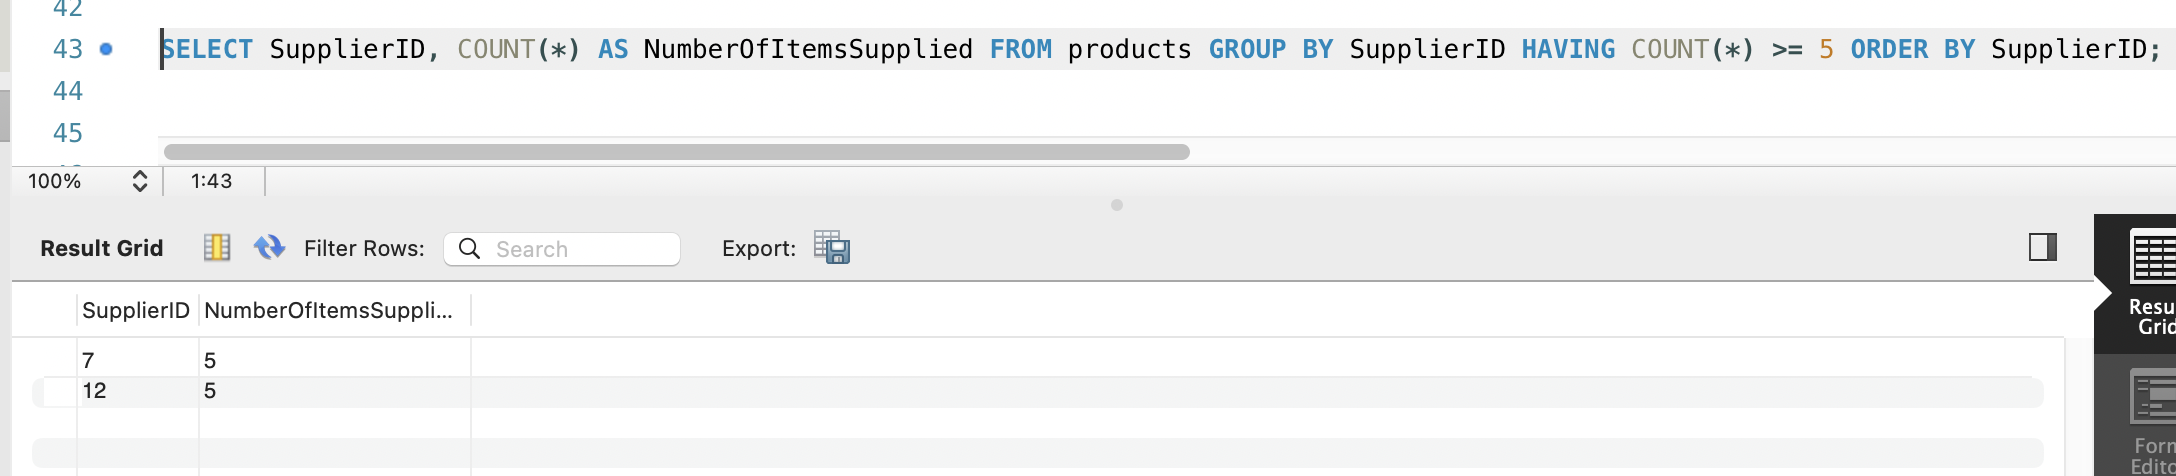 42
43 SELECT SupplierID, COUNT(*) AS NumberOfItemsSupplied FROM products GROUP BY SupplierID HAVING COUNT(*) >= 5 ORDER BY SupplierID;
44
45
100% 1:43
Result Grid Filter Rows: Search Export:
SupplierID NumberOfItemsSuppli...
7 5
12 5
Resu
Grid
Form
Edito